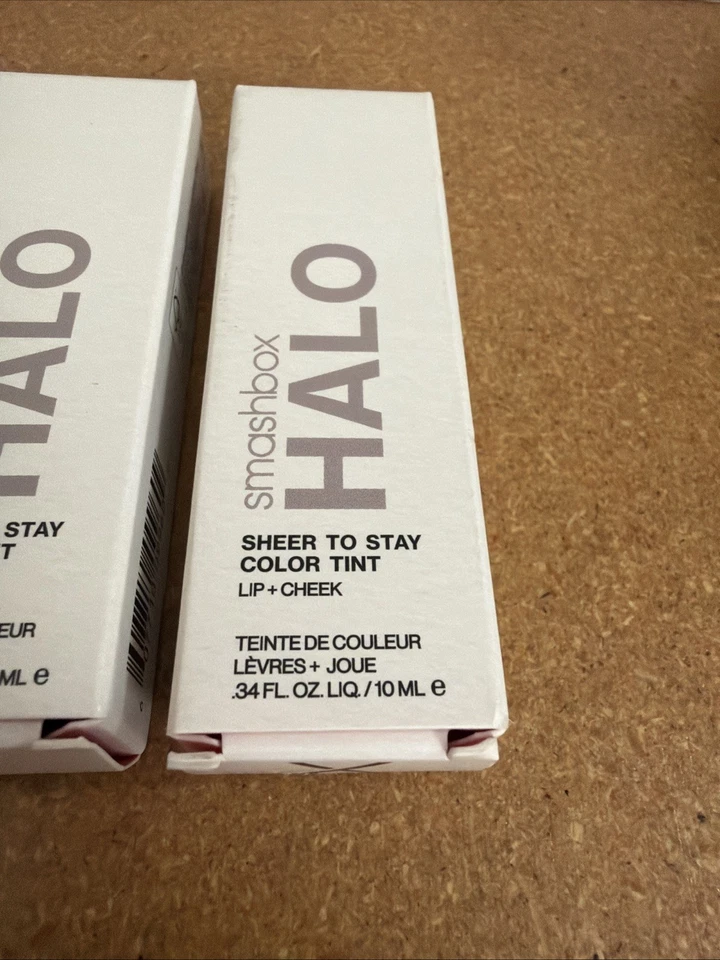 HALO
STAY
ML e
smashbox
HALO
SHEER TO STAY
COLOR TINT
LIP + CHEEK
TEINTE DE COULEUR
LÈVRES + JOUE
.34 FL. OZ. LIQ. / 10 ML e